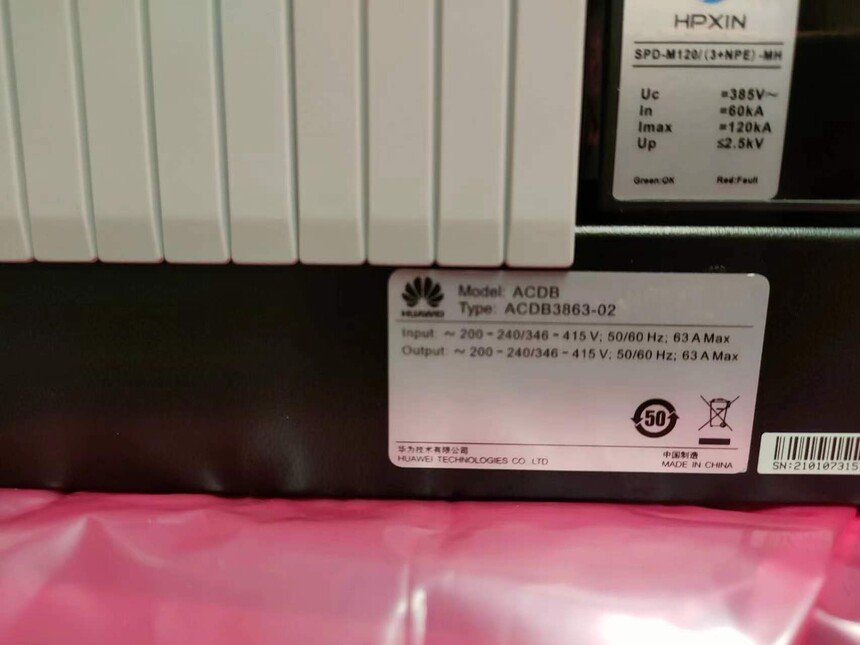 HPXIN
SPD-M120/(3+NPE)-MH
Uc =385V~
In =60kA
Imax =120kA
Up ≤2.5kV
Green:OK Red:Fault
HUAWEI
Model: ACDB
Type: ACDB3863-02
Input: ~ 200 - 240/346 - 415 V; 50/60 Hz; 63 A Max
Output: ~ 200 - 240/346 - 415 V; 50/60 Hz; 63 A Max
50
华为技术有限公司
HUAWEI TECHNOLOGIES CO LTD
中国制造
MADE IN CHINA
SN:210107315